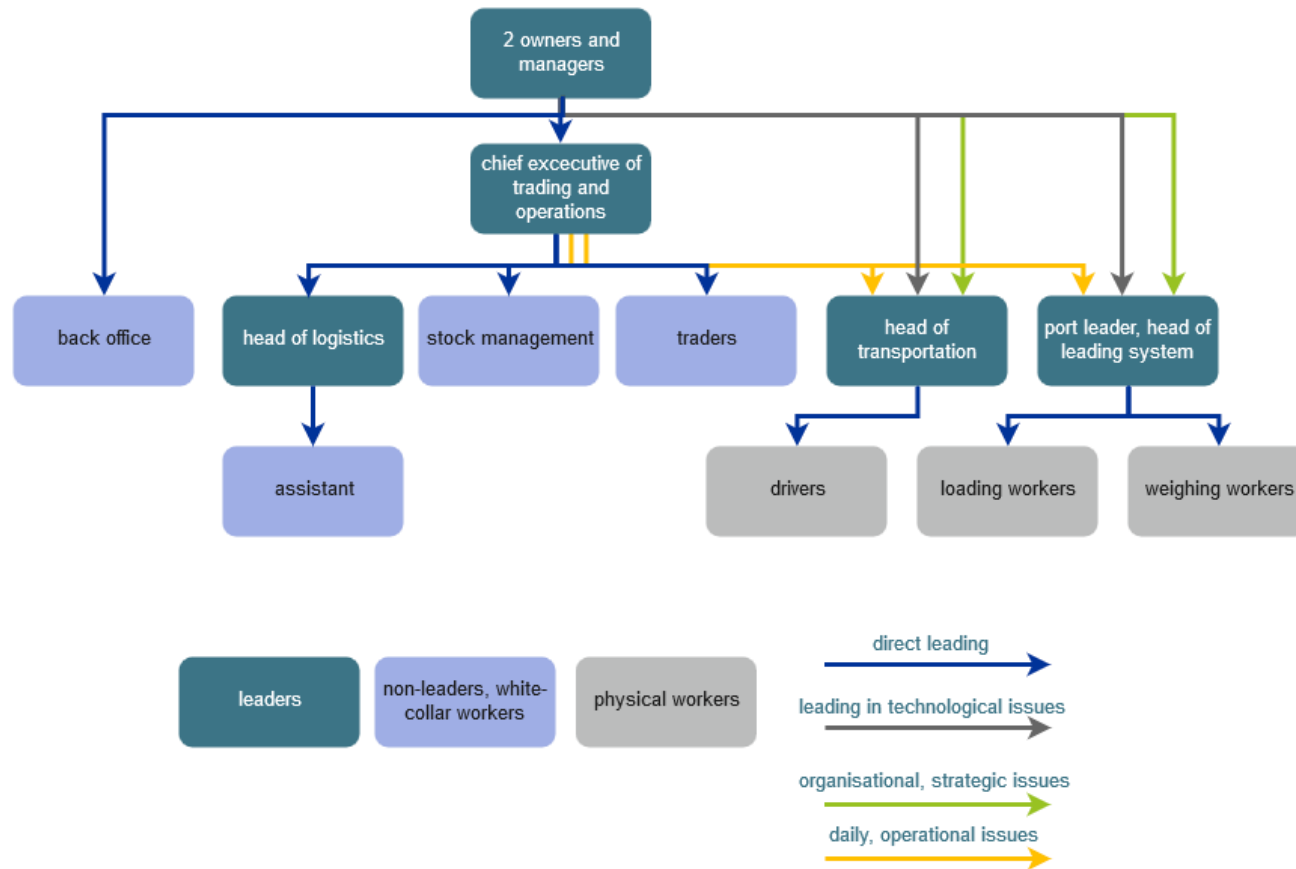 2 owners and
managers
chief excecutive of
trading and
operations
back office
head of logistics
stock management
traders
head of
transportation
port leader, head of
leading system
assistant
drivers
loading workers
weighing workers
leaders
non-leaders, white-
collar workers
physical workers
direct leading
leading in technological issues
organisational, strategic issues
daily, operational issues